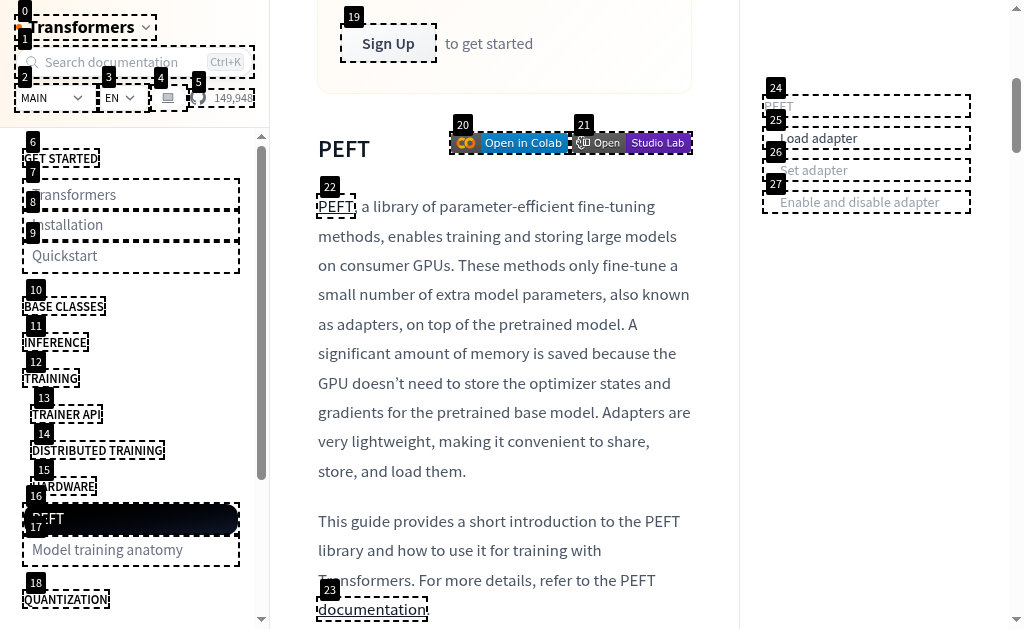 0
Transformers
1
Search documentation Ctrl+K
2 3 4 5
MAIN EN 149,948
6
GET STARTED
7
Transformers
8
Installation
9
Quickstart
10
BASE CLASSES
11
INFERENCE
12
TRAINING
13
TRAINER API
14
DISTRIBUTED TRAINING
15
HARDWARE
16
PEFT
17
Model training anatomy
18
QUANTIZATION
19
Sign Up to get started
PEFT
20 21
Open in Colab Open Studio Lab
22
PEFT, a library of parameter-efficient fine-tuning
methods, enables training and storing large models
on consumer GPUs. These methods only fine-tune a
small number of extra model parameters, also known
as adapters, on top of the pretrained model. A
significant amount of memory is saved because the
GPU doesn’t need to store the optimizer states and
gradients for the pretrained base model. Adapters are
very lightweight, making it convenient to share,
store, and load them.
This guide provides a short introduction to the PEFT
library and how to use it for training with
Transformers. For more details, refer to the PEFT
23
documentation.
24
PEFT
25
Load adapter
26
Set adapter
27
Enable and disable adapter